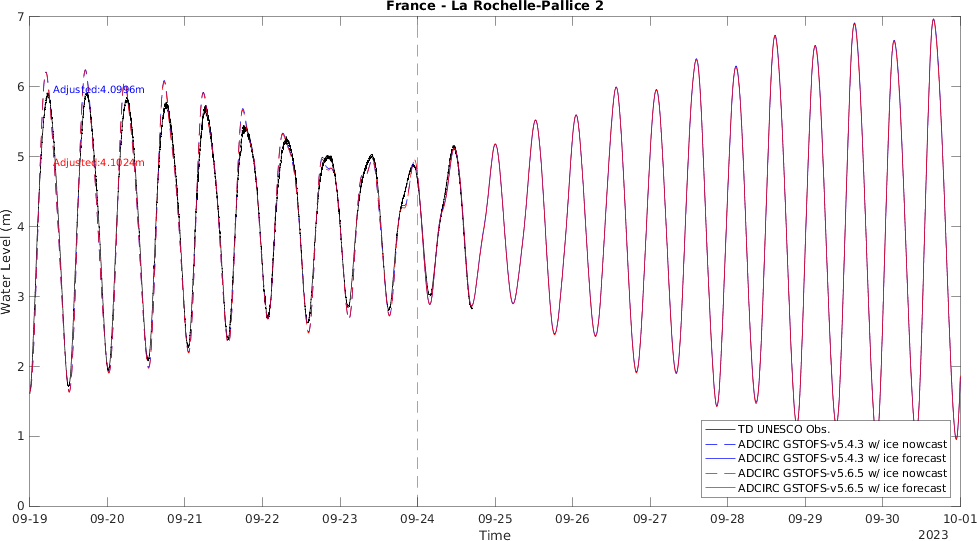 France - La Rochelle-Pallice 2
7
6
5
4
3
2
1
0
Water Level (m)
Adjusted:4.0996m
Adjusted:4.1024m
TD UNESCO Obs.
ADCIRC GSTOFS-v5.4.3 w/ ice nowcast
ADCIRC GSTOFS-v5.4.3 w/ ice forecast
ADCIRC GSTOFS-v5.6.5 w/ ice nowcast
ADCIRC GSTOFS-v5.6.5 w/ ice forecast
09-19 09-20 09-21 09-22 09-23 09-24 09-25 09-26 09-27 09-28 09-29 09-30 10-01
Time
2023